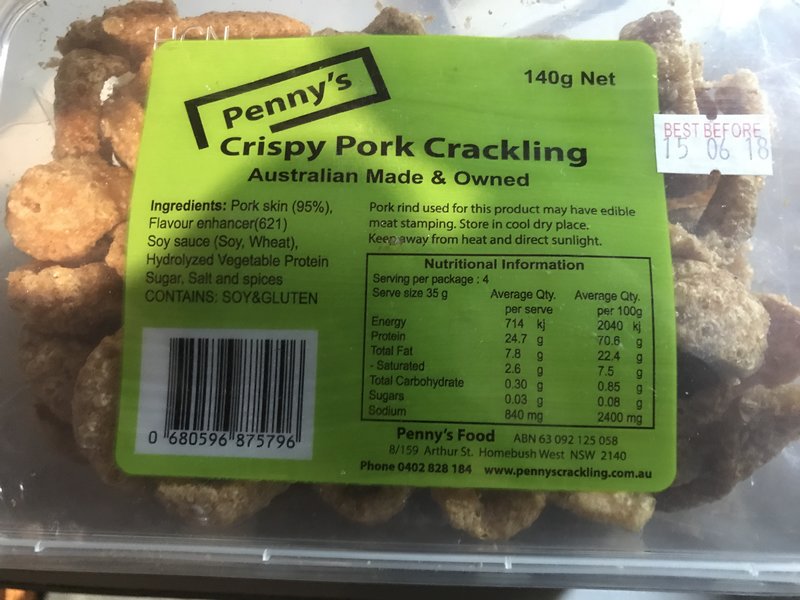 Penny's
140g Net
Crispy Pork Crackling
Australian Made & Owned
BEST BEFORE
15 06 18
Ingredients: Pork skin (95%),
Flavour enhancer(621)
Soy sauce (Soy, Wheat),
Hydrolyzed Vegetable Protein
Sugar, Salt and spices
CONTAINS: SOY&GLUTEN
Pork rind used for this product may have edible
moat stamping. Store in cool dry place.
Keep away from heat and direct sunlight.
Nutritional Information
Serving per package : 4
Serve size 35 g Average Qty. Average Qty.
per serve per 100g
Energy 714 kj 2040 kj
Protein 24.7 g 70.6 g
Total Fat 7.8 g 22.4 g
- Saturated 2.6 g 7.5 g
Total Carbohydrate 0.30 g 0.85 g
Sugars 0.03 g 0.08 g
Sodium 840 mg 2400 mg
0 680596 875796
Penny's Food ABN 63 092 125 058
8/159 Arthur St. Homebush West NSW 2140
Phone 0402 828 184 www.pennyscrackling.com.au